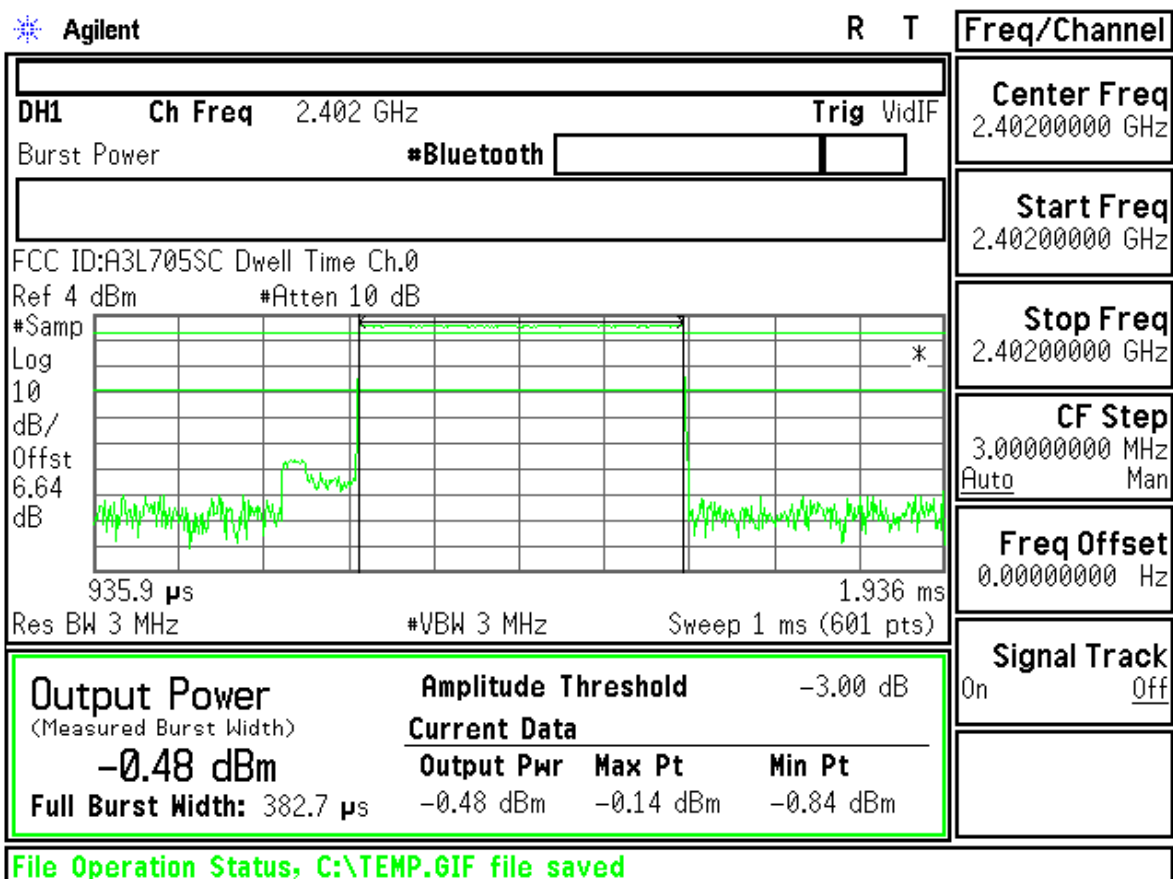 Agilent R T
Freq/Channel
DH1 Ch Freq 2.402 GHz Trig VidIF
Burst Power #Bluetooth
FCC ID:A3L705SC Dwell Time Ch.0
Ref 4 dBm #Atten 10 dB
#Samp
Log
10
dB/
Offst
6.64
dB
*
935.9 µs 1.936 ms
Res BW 3 MHz #VBW 3 MHz Sweep 1 ms (601 pts)
Output Power
(Measured Burst Width)
-0.48 dBm
Full Burst Width: 382.7 µs
Amplitude Threshold -3.00 dB
Current Data
Output Pwr Max Pt Min Pt
-0.48 dBm -0.14 dBm -0.84 dBm
Center Freq
2.40200000 GHz
Start Freq
2.40200000 GHz
Stop Freq
2.40200000 GHz
CF Step
3.00000000 MHz
Auto Man
Freq Offset
0.00000000 Hz
Signal Track
On Off
File Operation Status, C:\TEMP.GIF file saved